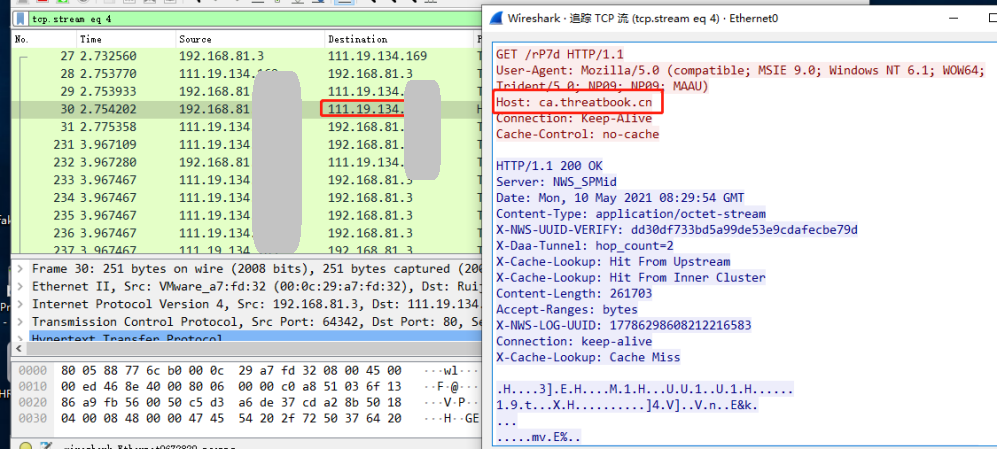 tcp.stream eq 4
No. Time Source Destination
27 2.732560 192.168.81.3 111.19.134.169
28 2.753770 111.19.134. 192.168.81.3
29 2.753933 192.168.81 111.19.134.
30 2.754202 192.168.81 111.19.134.
31 2.775358 111.19.134 192.168.81.3
231 3.967109 111.19.134 192.168.81.3
232 3.967280 192.168.81 111.19.134.
233 3.967467 111.19.134 192.168.81.3
234 3.967467 111.19.134 192.168.81.3
235 3.967467 111.19.134 192.168.81.3
236 3.967467 111.19.134 192.168.81.3
237 3.967467 111.19.134 192.168.81.3
> Frame 30: 251 bytes on wire (2008 bits), 251 bytes captured (200
> Ethernet II, Src: VMware_a7:fd:32 (00:0c:29:a7:fd:32), Dst: Ruij
> Internet Protocol Version 4, Src: 192.168.81.3, Dst: 111.19.134.
> Transmission Control Protocol, Src Port: 64342, Dst Port: 80, Se
> Hypertext Transfer Protocol
0000 80 05 88 77 6c b0 00 0c 29 a7 fd 32 08 00 45 00 ···wl···
0010 00 ed 46 8e 40 00 80 06 00 00 c0 a8 51 03 6f 13 ··F·@···
0020 86 a9 fb 56 00 50 c5 d3 a6 de 37 cd a2 8b 50 18 ···V·P··
0030 04 00 08 48 00 00 47 45 54 20 2f 72 50 37 64 20 ···H··GE
Wireshark · 追踪 TCP 流 (tcp.stream eq 4) · Ethernet0
GET /rP7d HTTP/1.1
User-Agent: Mozilla/5.0 (compatible; MSIE 9.0; Windows NT 6.1; WOW64;
Trident/5.0; NP09; NP09; MAAU)
Host: ca.threatbook.cn
Connection: Keep-Alive
Cache-Control: no-cache
HTTP/1.1 200 OK
Server: NWS_SPMid
Date: Mon, 10 May 2021 08:29:54 GMT
Content-Type: application/octet-stream
X-NWS-UUID-VERIFY: dd30df733bd5a99de53e9cdafecbe79d
X-Daa-Tunnel: hop_count=2
X-Cache-Lookup: Hit From Upstream
X-Cache-Lookup: Hit From Inner Cluster
Content-Length: 261703
Accept-Ranges: bytes
X-NWS-LOG-UUID: 17786298608212216583
Connection: keep-alive
X-Cache-Lookup: Cache Miss
.H....3].E.H....M.1.H...U.U.1..U.1.H.......
1.9.t...X.H..........]4.V]..V.n..E&k.
...
.....mv.E%..